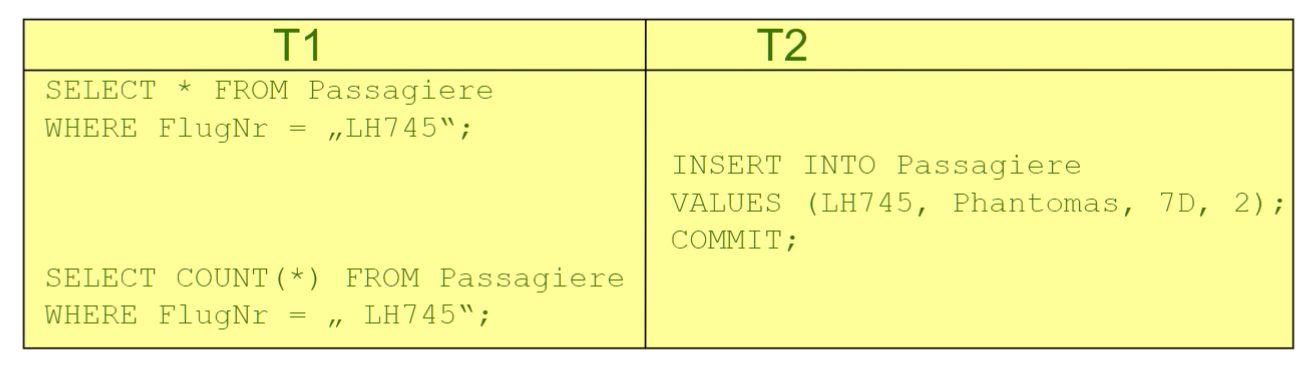 T1
T2
SELECT * FROM Passagiere
WHERE FlugNr = „LH745‟;
INSERT INTO Passagiere
VALUES (LH745, Phantomas, 7D, 2);
COMMIT;
SELECT COUNT(*) FROM Passagiere
WHERE FlugNr = „ LH745‟;